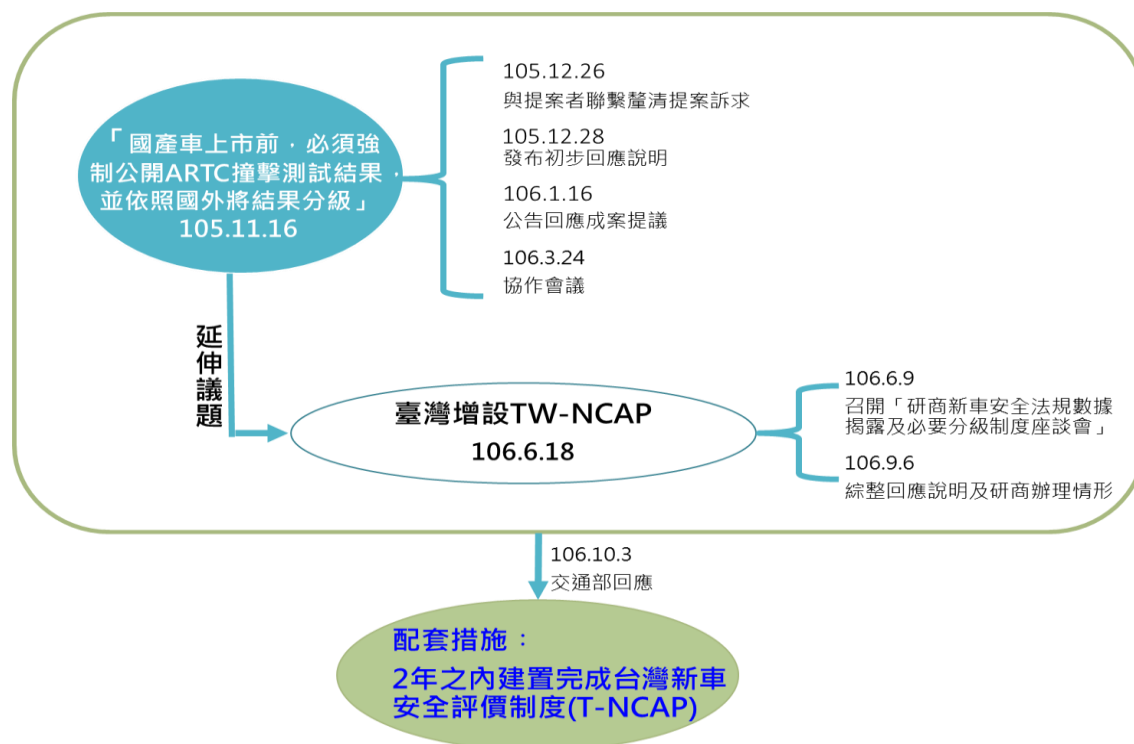 「國產車上市前，必須強
制公開ARTC撞擊測試結果，
並依照國外將結果分級」
105.11.16
105.12.26
與提案者聯繫釐清提案訴求
105.12.28
發布初步回應說明
106.1.16
公告回應成案提議
106.3.24
協作會議
延伸議題
臺灣增設TW-NCAP
106.6.18
106.6.9
召開「研商新車安全法規數據
揭露及必要分級制度座談會」
106.9.6
綜整回應說明及研商辦理情形
106.10.3
交通部回應
配套措施：
2年之內建置完成台灣新車
安全評價制度(T-NCAP)